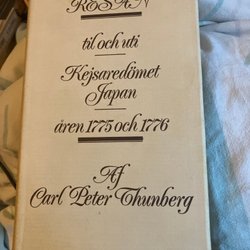 RESAN
til och uti
Kejsaredömet
Japan
åren 1775 och 1776
Af
Carl Peter Thunberg